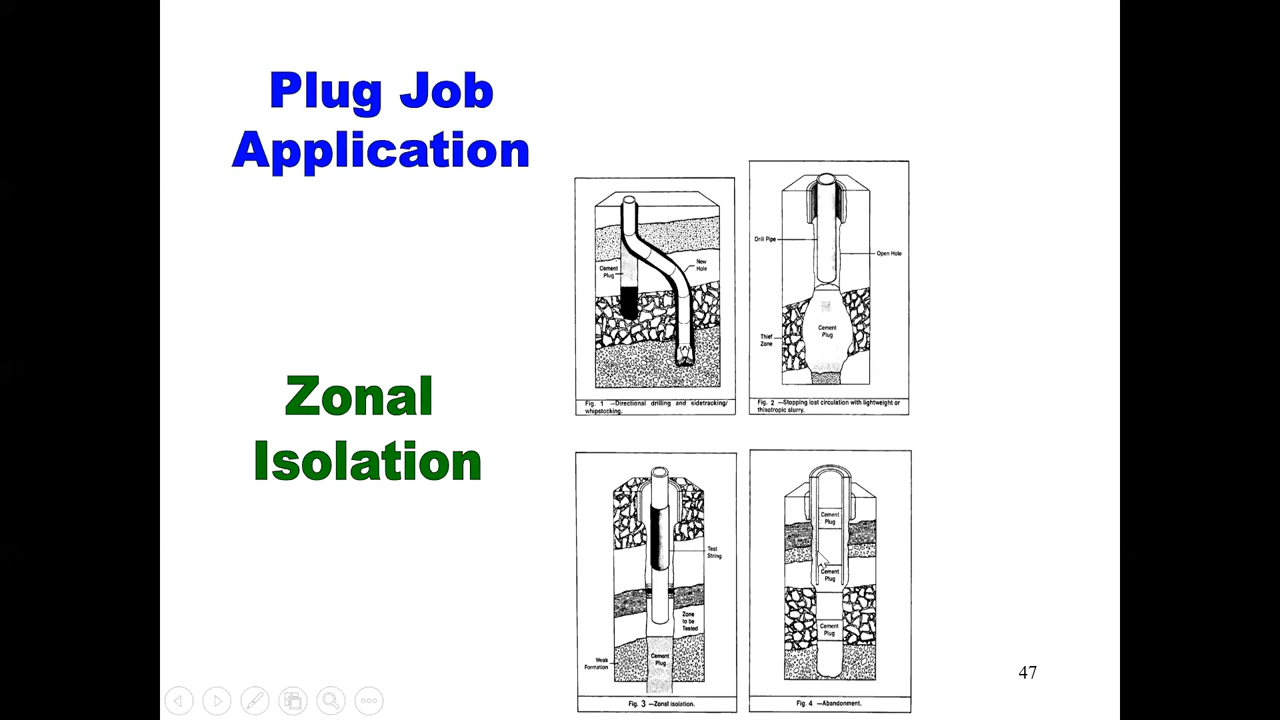 Plug Job
Application
Zonal
Isolation
Cement
Plug
New
Hole
Fig. 1 —Directional drilling and sidetracking/
whipstocking.
Drill Pipe
Open Hole
Cement
Plug
Thief
Zone
Fig. 2 —Stopping lost circulation with lightweight or
thixotropic slurry.
Test
String
Zone
to be
Tested
Weak
Formation
Cement
Plug
Fig. 3 —Zonal isolation.
Cement
Plug
Cement
Plug
Cement
Plug
Fig. 4 —Abandonment.
47